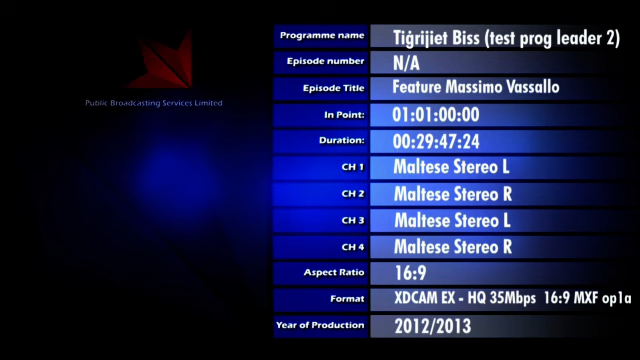 Public Broadcasting Services Limited
Programme name Tiġrijiet Biss (test prog leader 2)
Episode number N/A
Episode Title Feature Massimo Vassallo
In Point: 01:01:00:00
Duration: 00:29:47:24
CH 1 Maltese Stereo L
CH 2 Maltese Stereo R
CH 3 Maltese Stereo L
CH 4 Maltese Stereo R
Aspect Ratio 16:9
Format XDCAM EX - HQ 35Mbps 16:9 MXF op1a
Year of Production 2012/2013